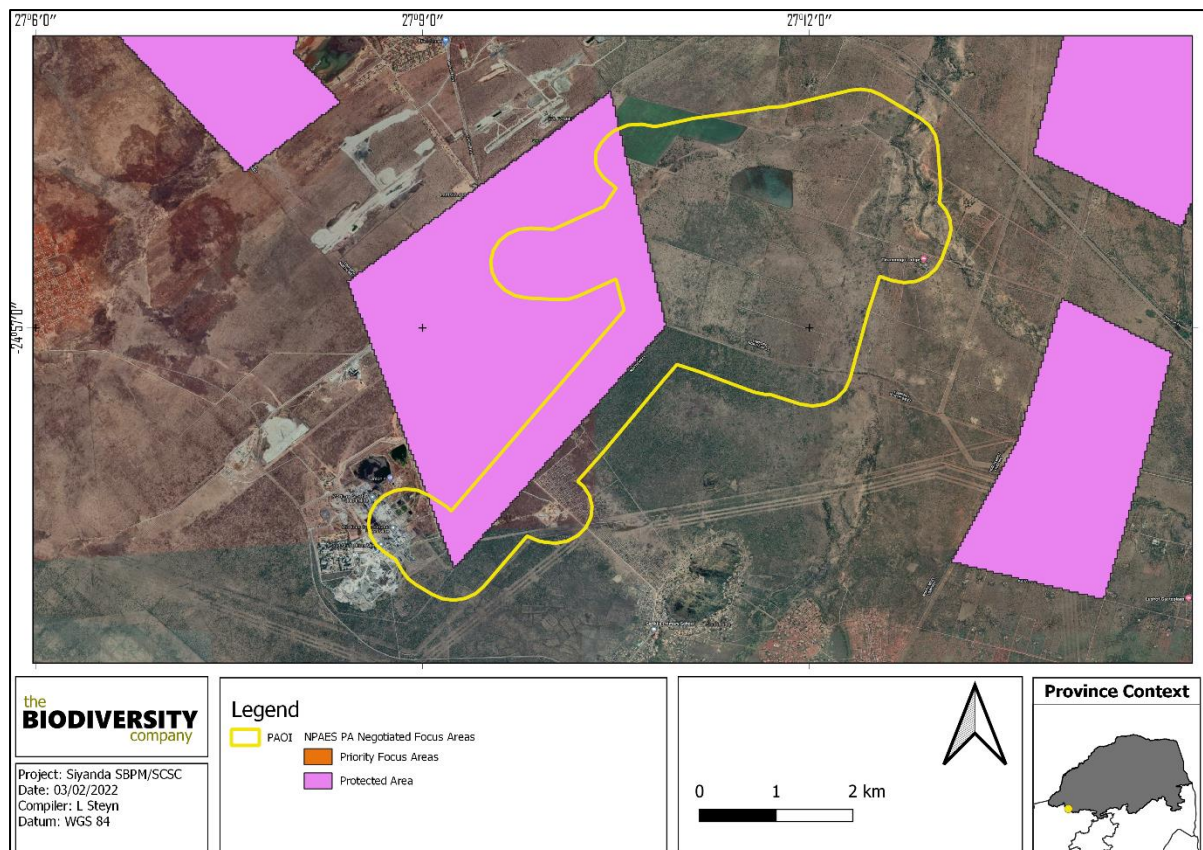 27°6'0''
27°9'0''
27°12'0''
-24°57'0''
the
BIODIVERSITY
company
Project: Siyanda SBPM/SCSC
Date: 03/02/2022
Compiler: L Steyn
Datum: WGS 84
Legend
PAOI
NPAES PA Negotiated Focus Areas
Priority Focus Areas
Protected Area
0 1 2 km
Province Context